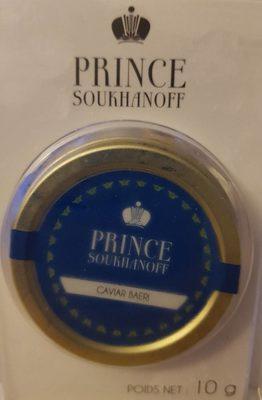 PRINCE
SOUKHANOFF
PRINCE
SOUKHANOFF
CAVIAR BAERI
POIDS NET : 10 g